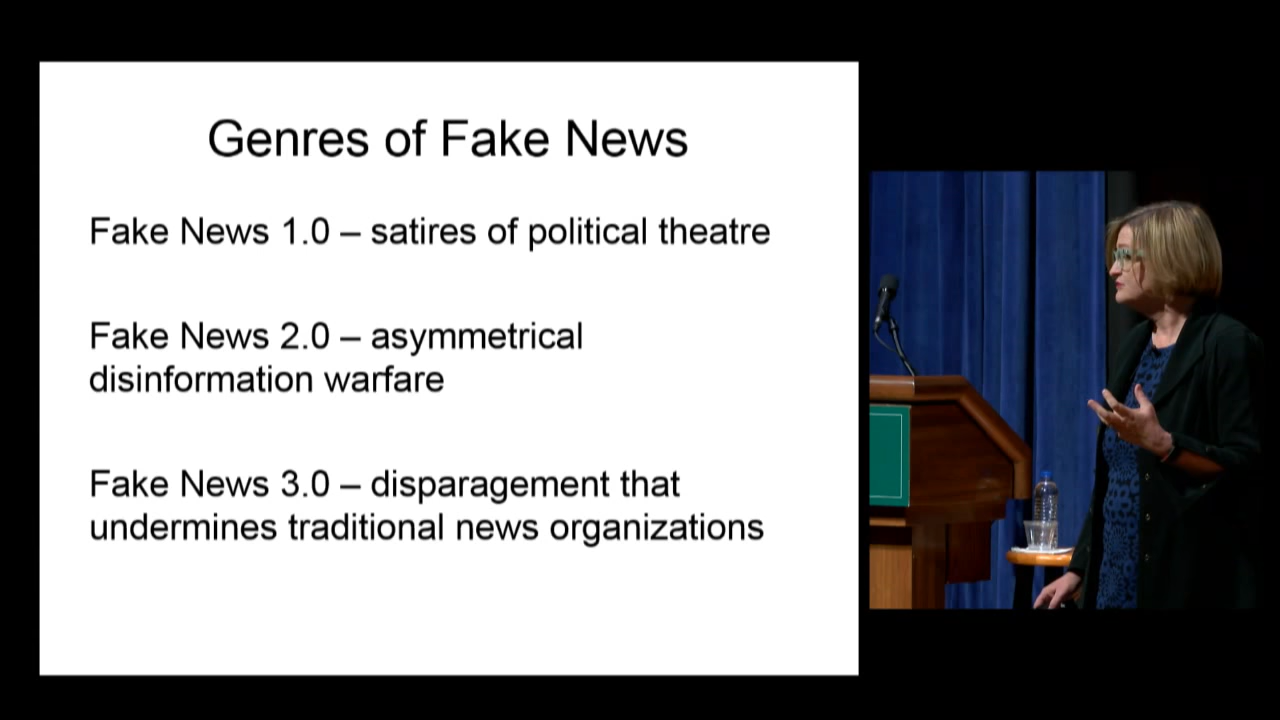 Genres of Fake News
Fake News 1.0 – satires of political theatre
Fake News 2.0 – asymmetrical
disinformation warfare
Fake News 3.0 – disparagement that
undermines traditional news organizations